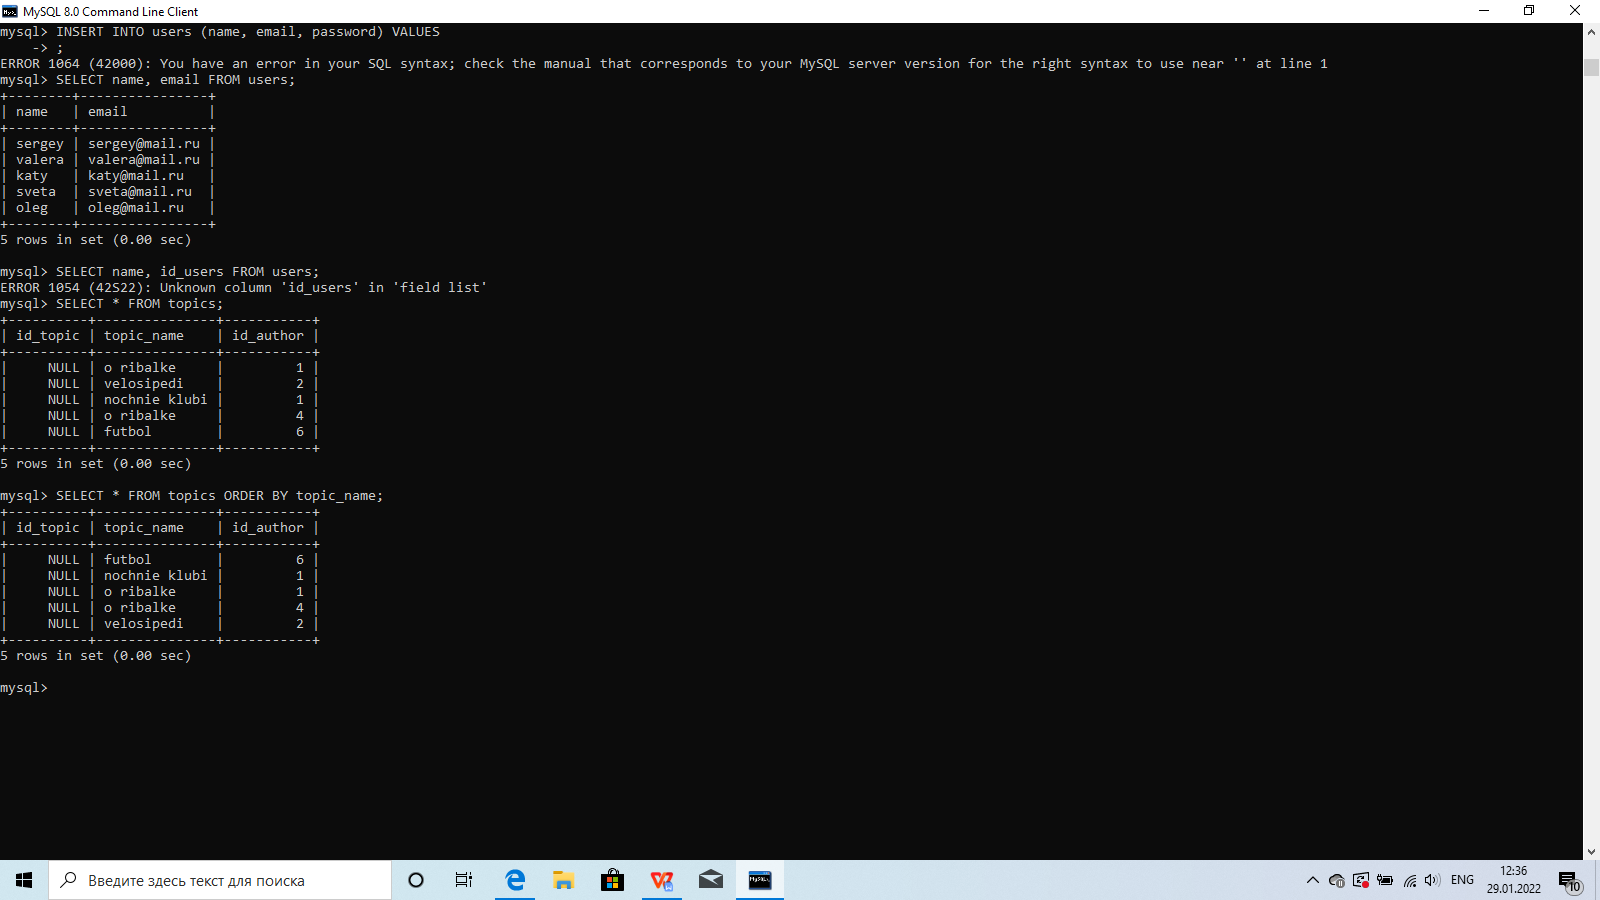 MySQL 8.0 Command Line Client
mysql> INSERT INTO users (name, email, password) VALUES
    -> ;
ERROR 1064 (42000): You have an error in your SQL syntax; check the manual that corresponds to your MySQL server version for the right syntax to use near '' at line 1
mysql> SELECT name, email FROM users;
+--------+----------------+
| name   | email          |
+--------+----------------+
| sergey | sergey@mail.ru |
| valera | valera@mail.ru |
| katy   | katy@mail.ru   |
| sveta  | sveta@mail.ru  |
| oleg   | oleg@mail.ru   |
+--------+----------------+
5 rows in set (0.00 sec)
mysql> SELECT name, id_users FROM users;
ERROR 1054 (42S22): Unknown column 'id_users' in 'field list'
mysql> SELECT * FROM topics;
+----------+---------------+-----------+
| id_topic | topic_name    | id_author |
+----------+---------------+-----------+
|     NULL | o ribalke     |         1 |
|     NULL | velosipedi    |         2 |
|     NULL | nochnie klubi |         1 |
|     NULL | o ribalke     |         4 |
|     NULL | futbol        |         6 |
+----------+---------------+-----------+
5 rows in set (0.00 sec)
mysql> SELECT * FROM topics ORDER BY topic_name;
+----------+---------------+-----------+
| id_topic | topic_name    | id_author |
+----------+---------------+-----------+
|     NULL | futbol        |         6 |
|     NULL | nochnie klubi |         1 |
|     NULL | o ribalke     |         1 |
|     NULL | o ribalke     |         4 |
|     NULL | velosipedi    |         2 |
+----------+---------------+-----------+
5 rows in set (0.00 sec)
mysql>
Введите здесь текст для поиска
ENG
12:36
29.01.2022
10